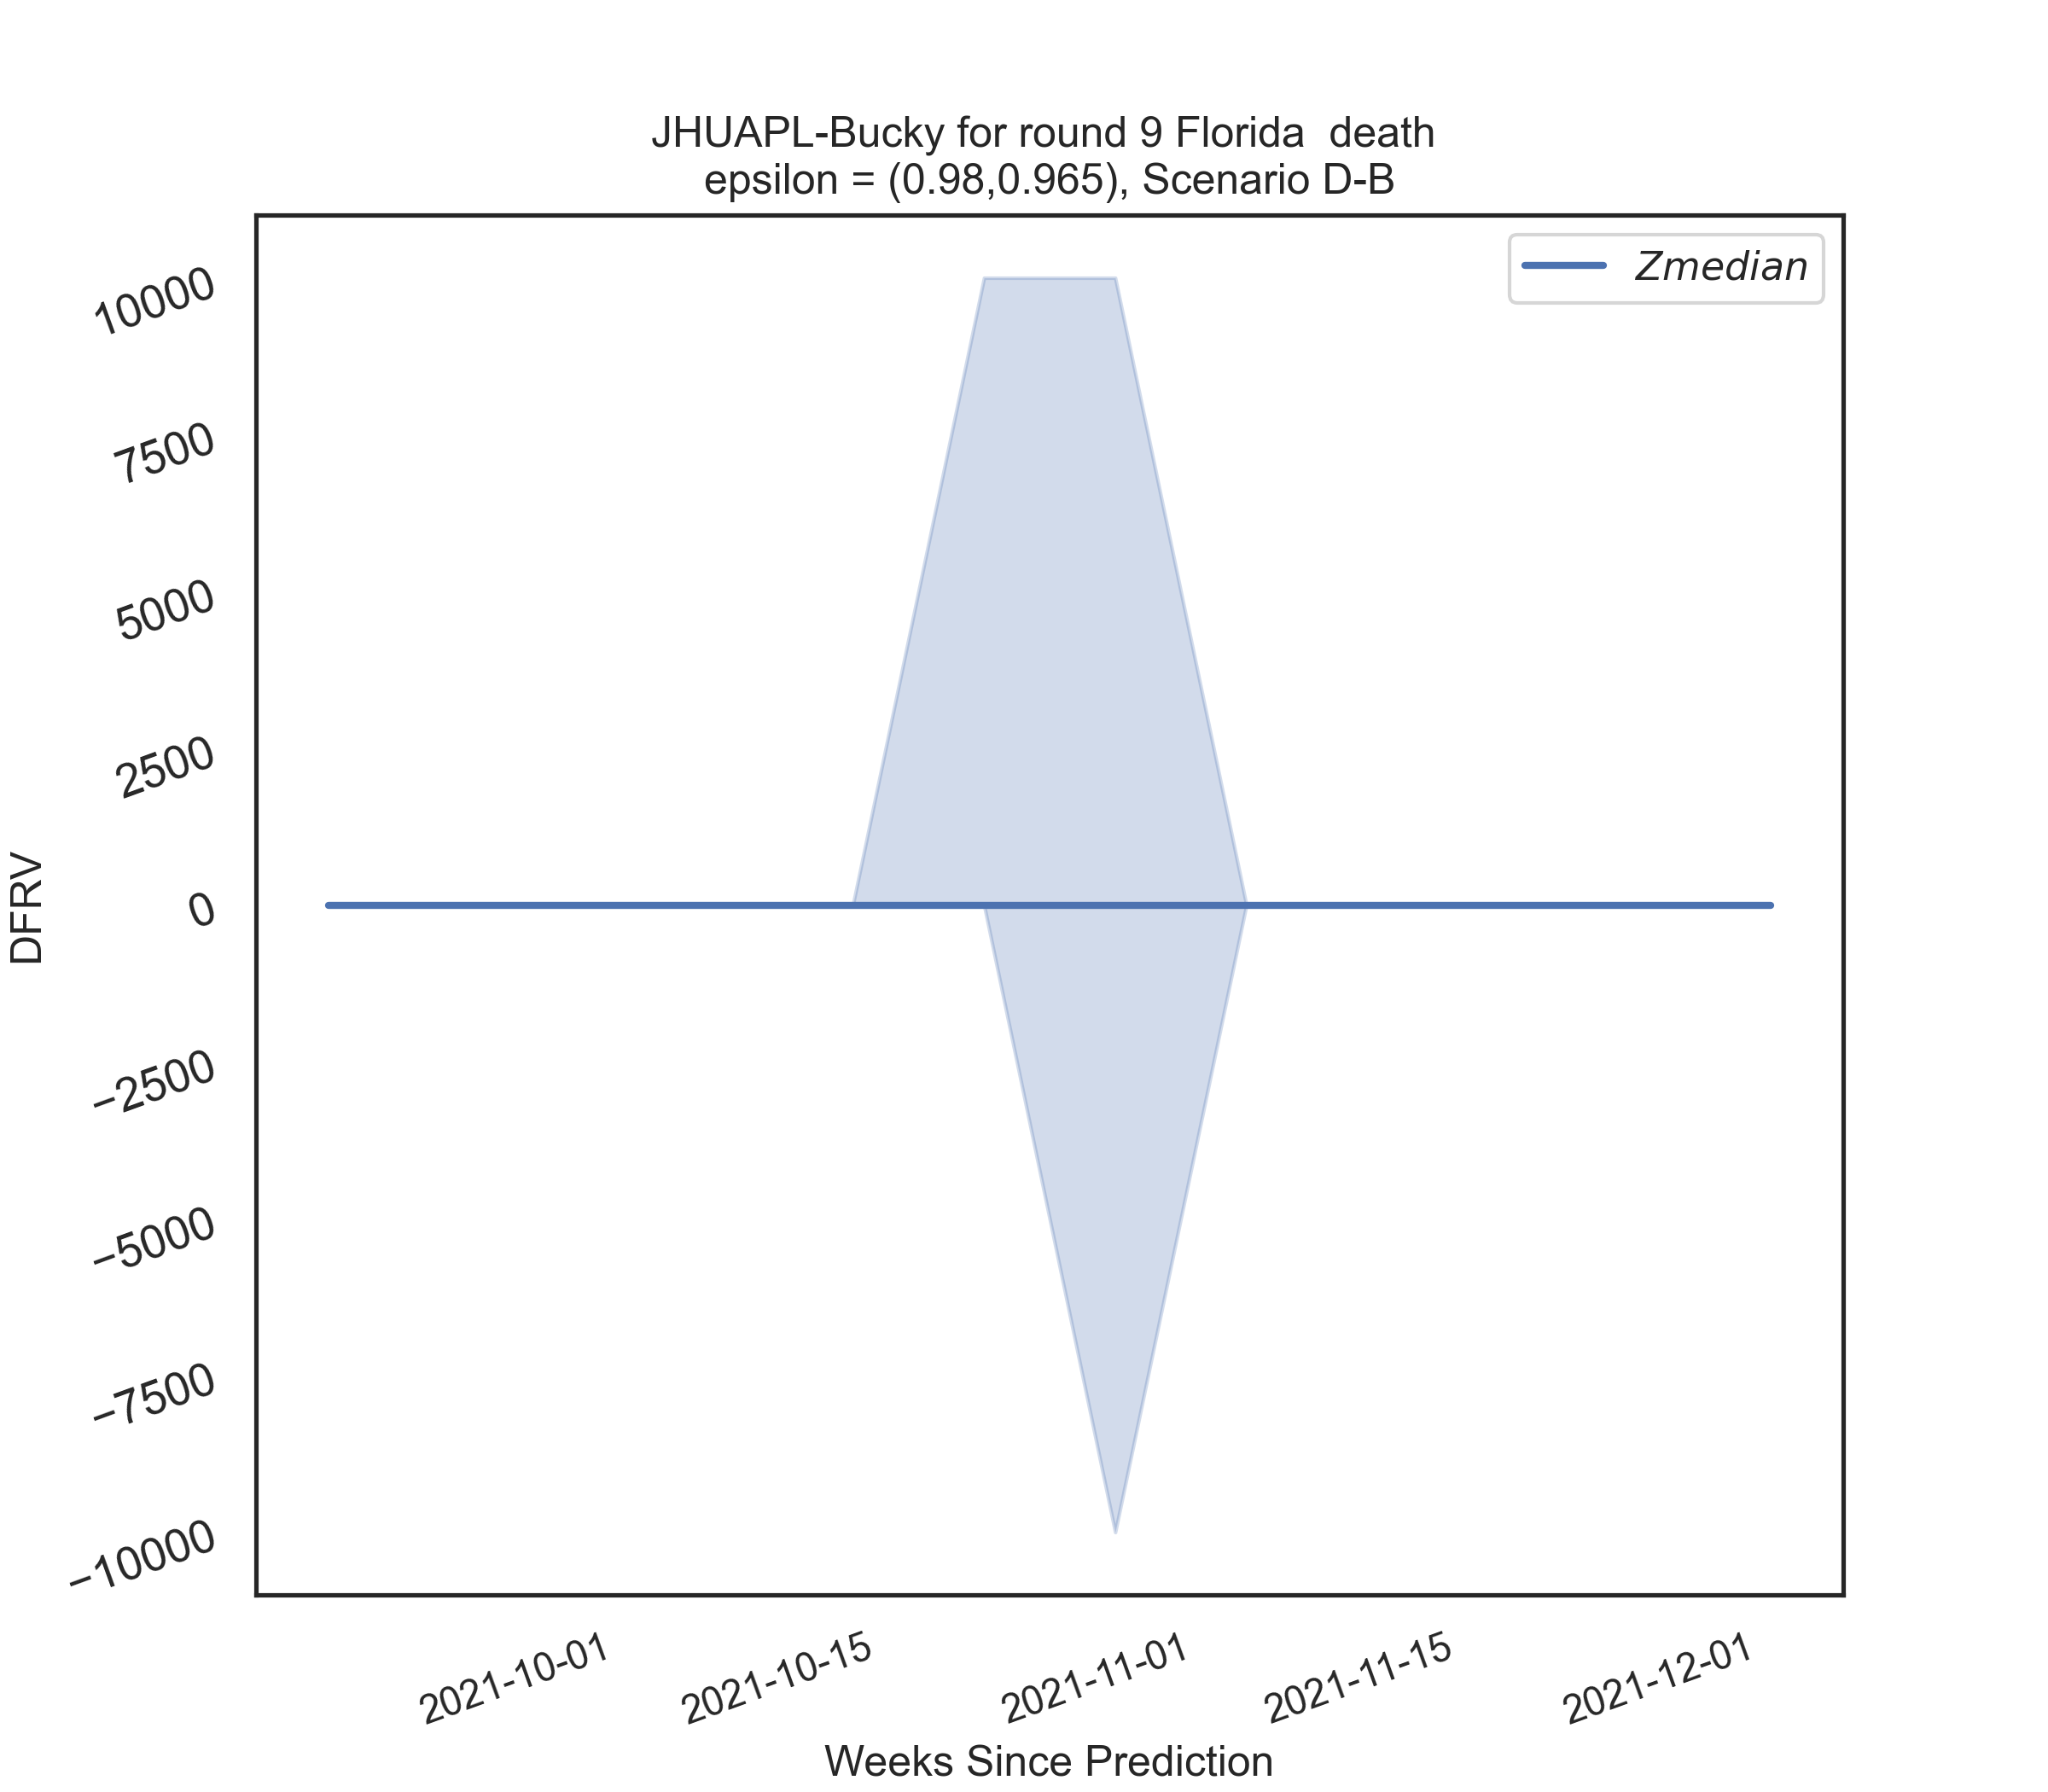 JHUAPL-Bucky for round 9 Florida  death
epsilon = (0.98,0.965), Scenario D-B
Zmedian
10000
7500
5000
2500
0
−2500
−5000
−7500
−10000
DFRV
2021-10-01
2021-10-15
2021-11-01
2021-11-15
2021-12-01
Weeks Since Prediction